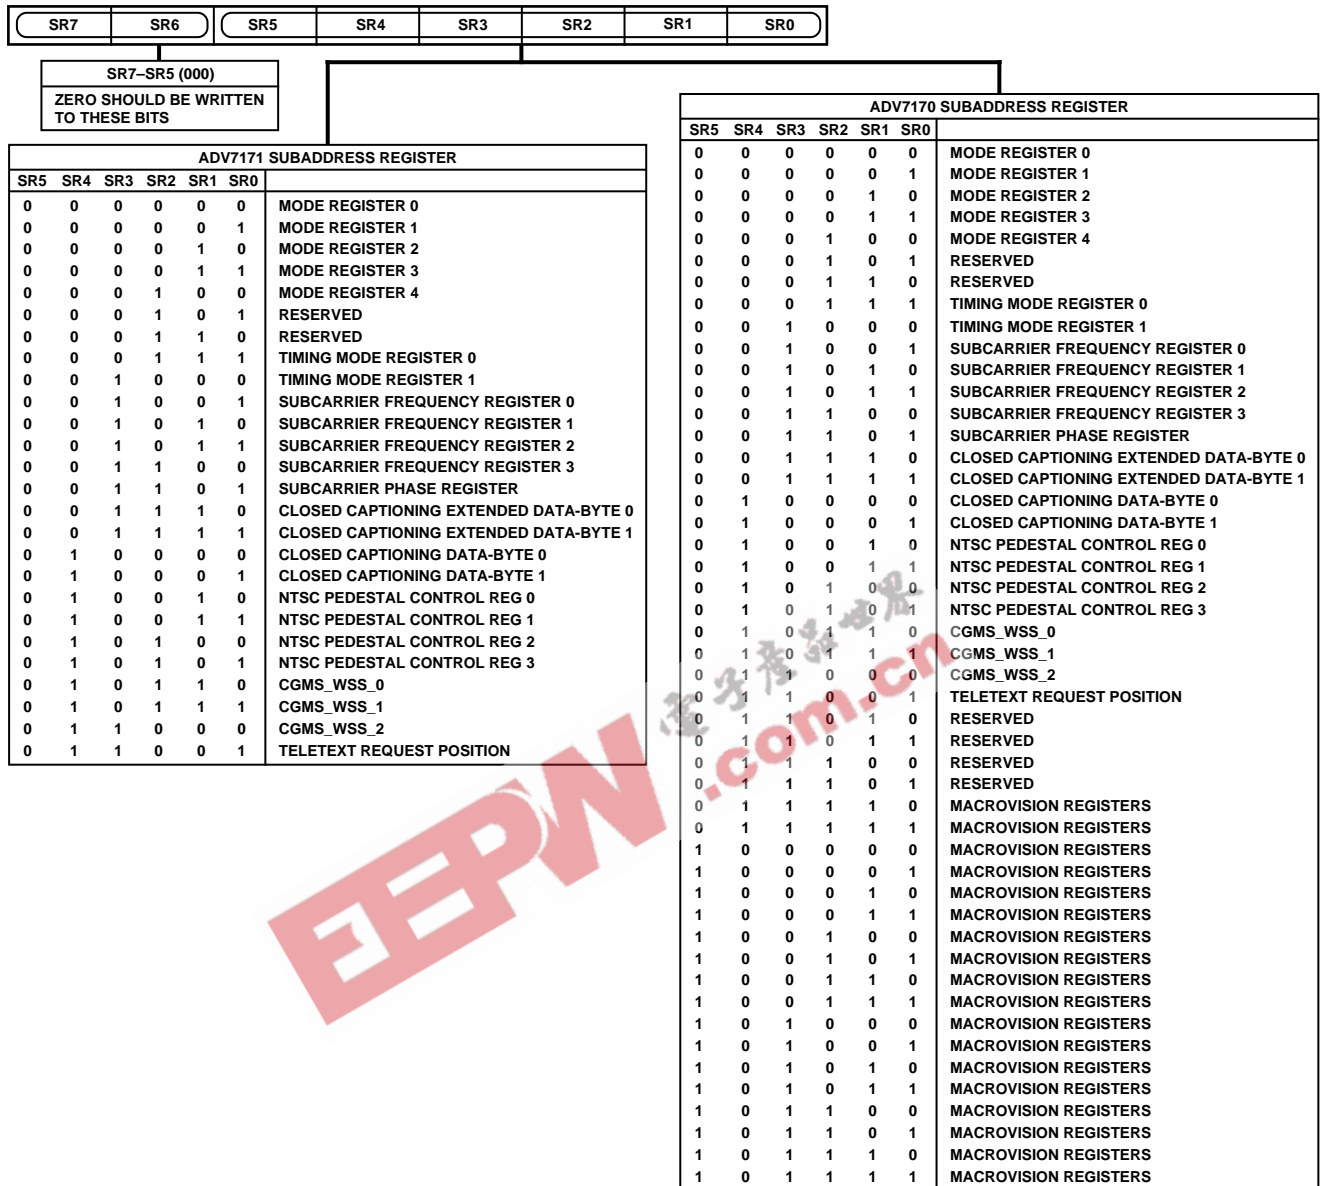 SR7 SR6 SR5 SR4 SR3 SR2 SR1 SR0
SR7–SR5 (000)
ZERO SHOULD BE WRITTEN
TO THESE BITS
ADV7171 SUBADDRESS REGISTER
SR5 SR4 SR3 SR2 SR1 SR0
0 0 0 0 0 0 MODE REGISTER 0
0 0 0 0 0 1 MODE REGISTER 1
0 0 0 0 1 0 MODE REGISTER 2
0 0 0 0 1 1 MODE REGISTER 3
0 0 0 1 0 0 MODE REGISTER 4
0 0 0 1 0 1 RESERVED
0 0 0 1 1 0 RESERVED
0 0 0 1 1 1 TIMING MODE REGISTER 0
0 0 1 0 0 0 TIMING MODE REGISTER 1
0 0 1 0 0 1 SUBCARRIER FREQUENCY REGISTER 0
0 0 1 0 1 0 SUBCARRIER FREQUENCY REGISTER 1
0 0 1 0 1 1 SUBCARRIER FREQUENCY REGISTER 2
0 0 1 1 0 0 SUBCARRIER FREQUENCY REGISTER 3
0 0 1 1 0 1 SUBCARRIER PHASE REGISTER
0 0 1 1 1 0 CLOSED CAPTIONING EXTENDED DATA-BYTE 0
0 0 1 1 1 1 CLOSED CAPTIONING EXTENDED DATA-BYTE 1
0 1 0 0 0 0 CLOSED CAPTIONING DATA-BYTE 0
0 1 0 0 0 1 CLOSED CAPTIONING DATA-BYTE 1
0 1 0 0 1 0 NTSC PEDESTAL CONTROL REG 0
0 1 0 0 1 1 NTSC PEDESTAL CONTROL REG 1
0 1 0 1 0 0 NTSC PEDESTAL CONTROL REG 2
0 1 0 1 0 1 NTSC PEDESTAL CONTROL REG 3
0 1 0 1 1 0 CGMS_WSS_0
0 1 0 1 1 1 CGMS_WSS_1
0 1 1 0 0 0 CGMS_WSS_2
0 1 1 0 0 1 TELETEXT REQUEST POSITION
ADV7170 SUBADDRESS REGISTER
SR5 SR4 SR3 SR2 SR1 SR0
0 0 0 0 0 0 MODE REGISTER 0
0 0 0 0 0 1 MODE REGISTER 1
0 0 0 0 1 0 MODE REGISTER 2
0 0 0 0 1 1 MODE REGISTER 3
0 0 0 1 0 0 MODE REGISTER 4
0 0 0 1 0 1 RESERVED
0 0 0 1 1 0 RESERVED
0 0 0 1 1 1 TIMING MODE REGISTER 0
0 0 1 0 0 0 TIMING MODE REGISTER 1
0 0 1 0 0 1 SUBCARRIER FREQUENCY REGISTER 0
0 0 1 0 1 0 SUBCARRIER FREQUENCY REGISTER 1
0 0 1 0 1 1 SUBCARRIER FREQUENCY REGISTER 2
0 0 1 1 0 0 SUBCARRIER FREQUENCY REGISTER 3
0 0 1 1 0 1 SUBCARRIER PHASE REGISTER
0 0 1 1 1 0 CLOSED CAPTIONING EXTENDED DATA-BYTE 0
0 0 1 1 1 1 CLOSED CAPTIONING EXTENDED DATA-BYTE 1
0 1 0 0 0 0 CLOSED CAPTIONING DATA-BYTE 0
0 1 0 0 0 1 CLOSED CAPTIONING DATA-BYTE 1
0 1 0 0 1 0 NTSC PEDESTAL CONTROL REG 0
0 1 0 0 1 1 NTSC PEDESTAL CONTROL REG 1
0 1 0 1 0 0 NTSC PEDESTAL CONTROL REG 2
0 1 0 1 0 1 NTSC PEDESTAL CONTROL REG 3
0 1 0 1 1 0 CGMS_WSS_0
0 1 0 1 1 1 CGMS_WSS_1
0 1 1 0 0 0 CGMS_WSS_2
0 1 1 0 0 1 TELETEXT REQUEST POSITION
0 1 1 0 1 0 RESERVED
0 1 1 0 1 1 RESERVED
0 1 1 1 0 0 RESERVED
0 1 1 1 0 1 RESERVED
0 1 1 1 1 0 MACROVISION REGISTERS
0 1 1 1 1 1 MACROVISION REGISTERS
1 0 0 0 0 0 MACROVISION REGISTERS
1 0 0 0 0 1 MACROVISION REGISTERS
1 0 0 0 1 0 MACROVISION REGISTERS
1 0 0 0 1 1 MACROVISION REGISTERS
1 0 0 1 0 0 MACROVISION REGISTERS
1 0 0 1 0 1 MACROVISION REGISTERS
1 0 0 1 1 0 MACROVISION REGISTERS
1 0 0 1 1 1 MACROVISION REGISTERS
1 0 1 0 0 0 MACROVISION REGISTERS
1 0 1 0 0 1 MACROVISION REGISTERS
1 0 1 0 1 0 MACROVISION REGISTERS
1 0 1 0 1 1 MACROVISION REGISTERS
1 0 1 1 0 0 MACROVISION REGISTERS
1 0 1 1 0 1 MACROVISION REGISTERS
1 0 1 1 1 0 MACROVISION REGISTERS
1 0 1 1 1 1 MACROVISION REGISTERS
EEPW .com.cn
電子產品世界